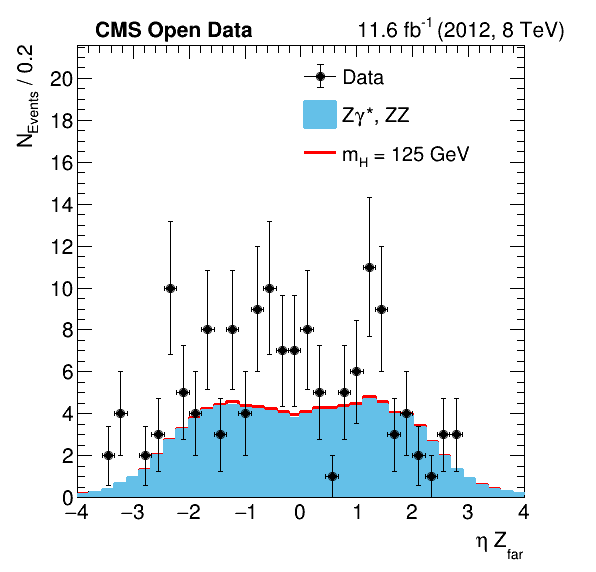 CMS Open Data 11.6 fb⁻¹ (2012, 8 TeV)
N_Events / 0.2
Data
Zγ*, ZZ
m_H = 125 GeV
20
18
16
14
12
10
8
6
4
2
0
−4 −3 −2 −1 0 1 2 3 4
η Z_far